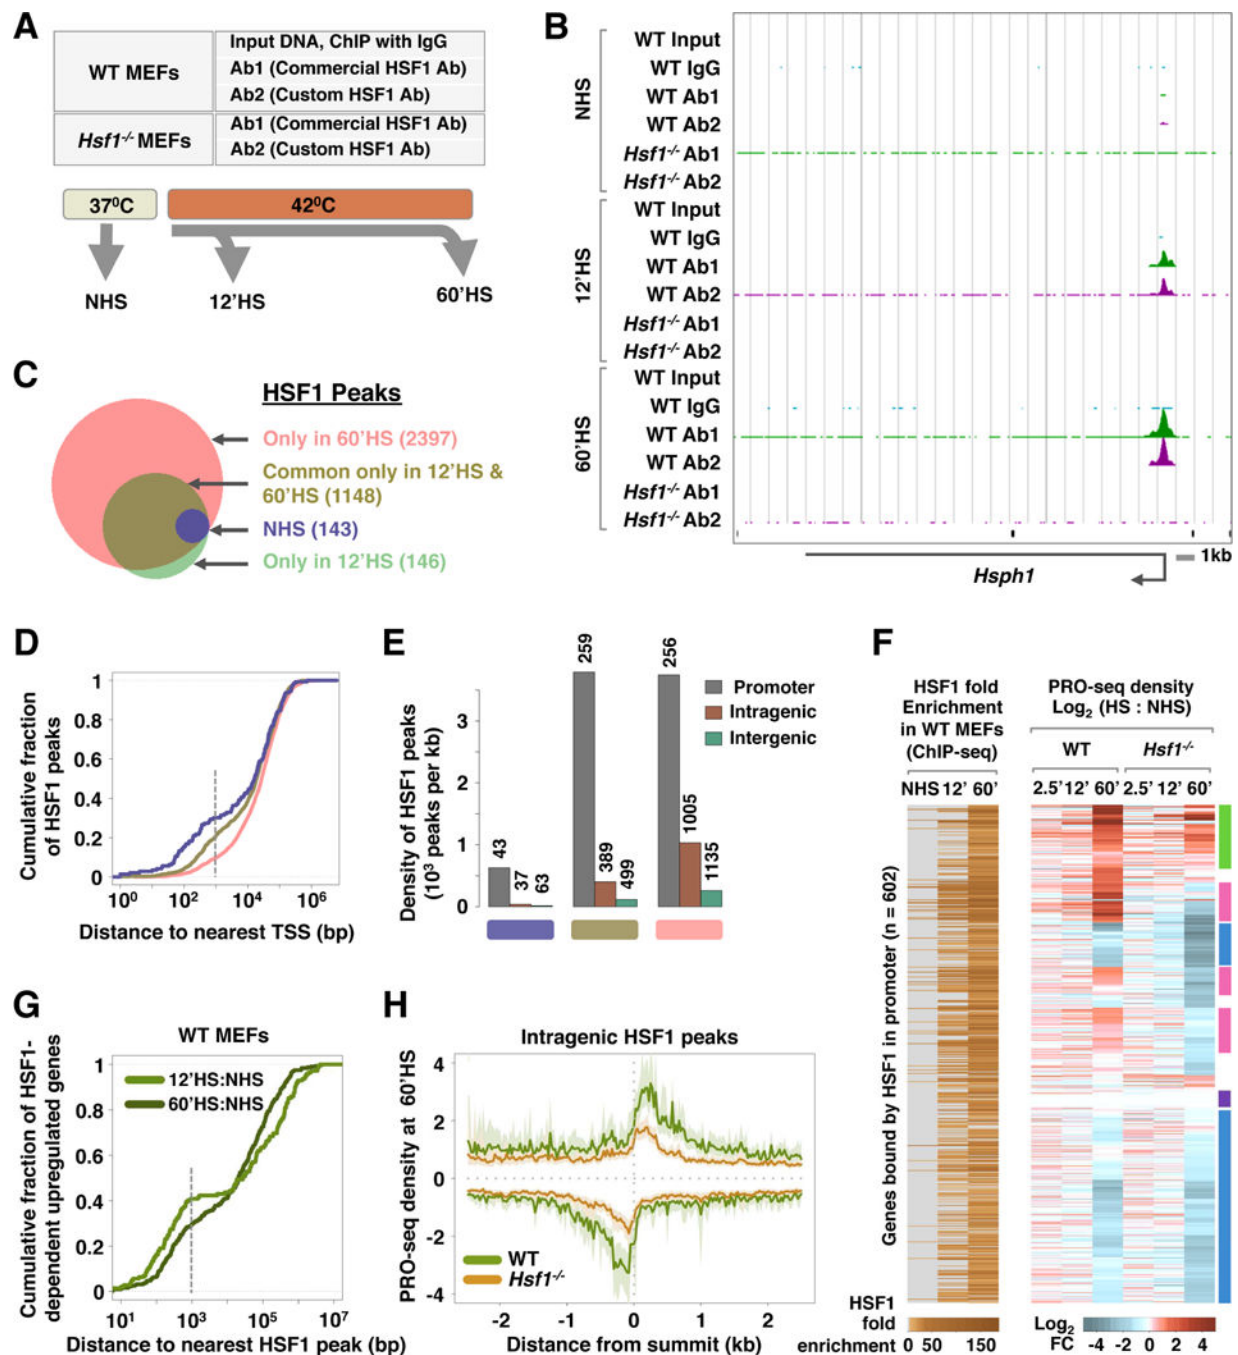 A
WT MEFs
Input DNA, ChIP with IgG
Ab1 (Commercial HSF1 Ab)
Ab2 (Custom HSF1 Ab)
Hsf1-/- MEFs
Ab1 (Commercial HSF1 Ab)
Ab2 (Custom HSF1 Ab)
37⁰C
42⁰C
NHS
12'HS
60'HS
B
NHS
WT Input
WT IgG
WT Ab1
WT Ab2
Hsf1-/- Ab1
Hsf1-/- Ab2
12'HS
WT Input
WT IgG
WT Ab1
WT Ab2
Hsf1-/- Ab1
Hsf1-/- Ab2
60'HS
WT Input
WT IgG
WT Ab1
WT Ab2
Hsf1-/- Ab1
Hsf1-/- Ab2
Hsph1
1kb
C
HSF1 Peaks
Only in 60'HS (2397)
Common only in 12'HS &
60'HS (1148)
NHS (143)
Only in 12'HS (146)
D
Cumulative fraction
of HSF1 peaks
1
0.8
0.6
0.4
0.2
0
10⁰ 10² 10⁴ 10⁶
Distance to nearest TSS (bp)
E
Density of HSF1 peaks
(10³ peaks per kb)
3
2
1
0
43
37
63
259
389
499
256
1005
1135
Promoter
Intragenic
Intergenic
F
HSF1 fold
Enrichment
in WT MEFs
(ChIP-seq)
NHS 12' 60'
PRO-seq density
Log₂ (HS : NHS)
WT
Hsf1-/-
2.5' 12' 60' 2.5' 12' 60'
Genes bound by HSF1 in promoter (n = 602)
HSF1
fold
enrichment
0 50 150
Log₂
FC
-4 -2 0 2 4
G
WT MEFs
Cumulative fraction of HSF1-
dependent upregulated genes
1
0.8
0.6
0.4
0.2
0
12'HS:NHS
60'HS:NHS
10¹ 10³ 10⁵ 10⁷
Distance to nearest HSF1 peak (bp)
H
Intragenic HSF1 peaks
PRO-seq density at 60'HS
4
2
0
-2
-4
WT
Hsf1-/-
-2 -1 0 1 2
Distance from summit (kb)